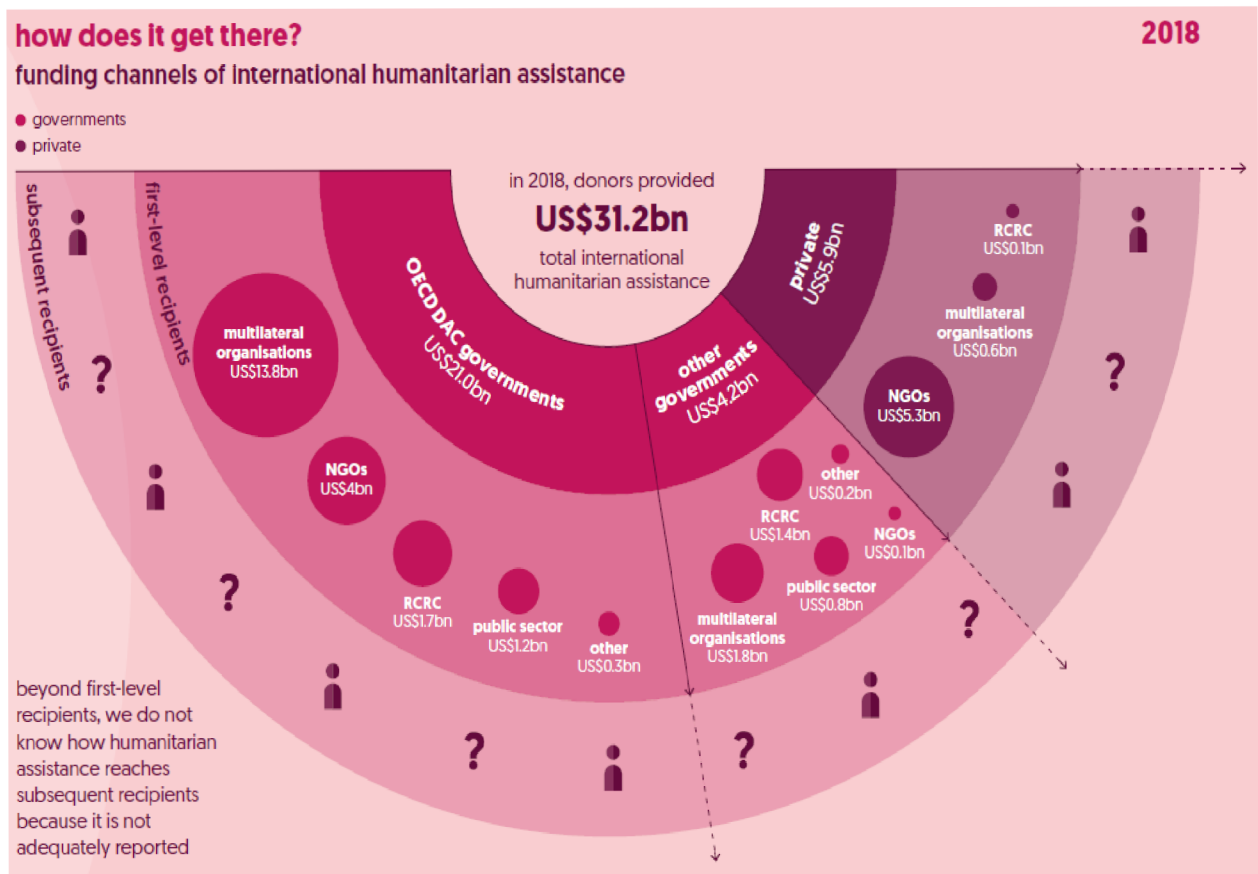 how does it get there?
2018
funding channels of international humanitarian assistance
governments
private
subsequent recipients
first-level recipients
in 2018, donors provided
US$31.2bn
total international
humanitarian assistance
OECD DAC governments
US$21.0bn
other
governments
US$4.2bn
private
US$5.9bn
multilateral
organisations
US$13.8bn
NGOs
US$4bn
RCRC
US$1.7bn
public sector
US$1.2bn
other
US$0.3bn
RCRC
US$1.4bn
other
US$0.2bn
NGOs
US$0.1bn
public sector
US$0.8bn
multilateral
organisations
US$1.8bn
RCRC
US$0.1bn
multilateral
organisations
US$0.6bn
NGOs
US$5.3bn
?
?
?
?
?
?
beyond first-level
recipients, we do not
know how humanitarian
assistance reaches
subsequent recipients
because it is not
adequately reported